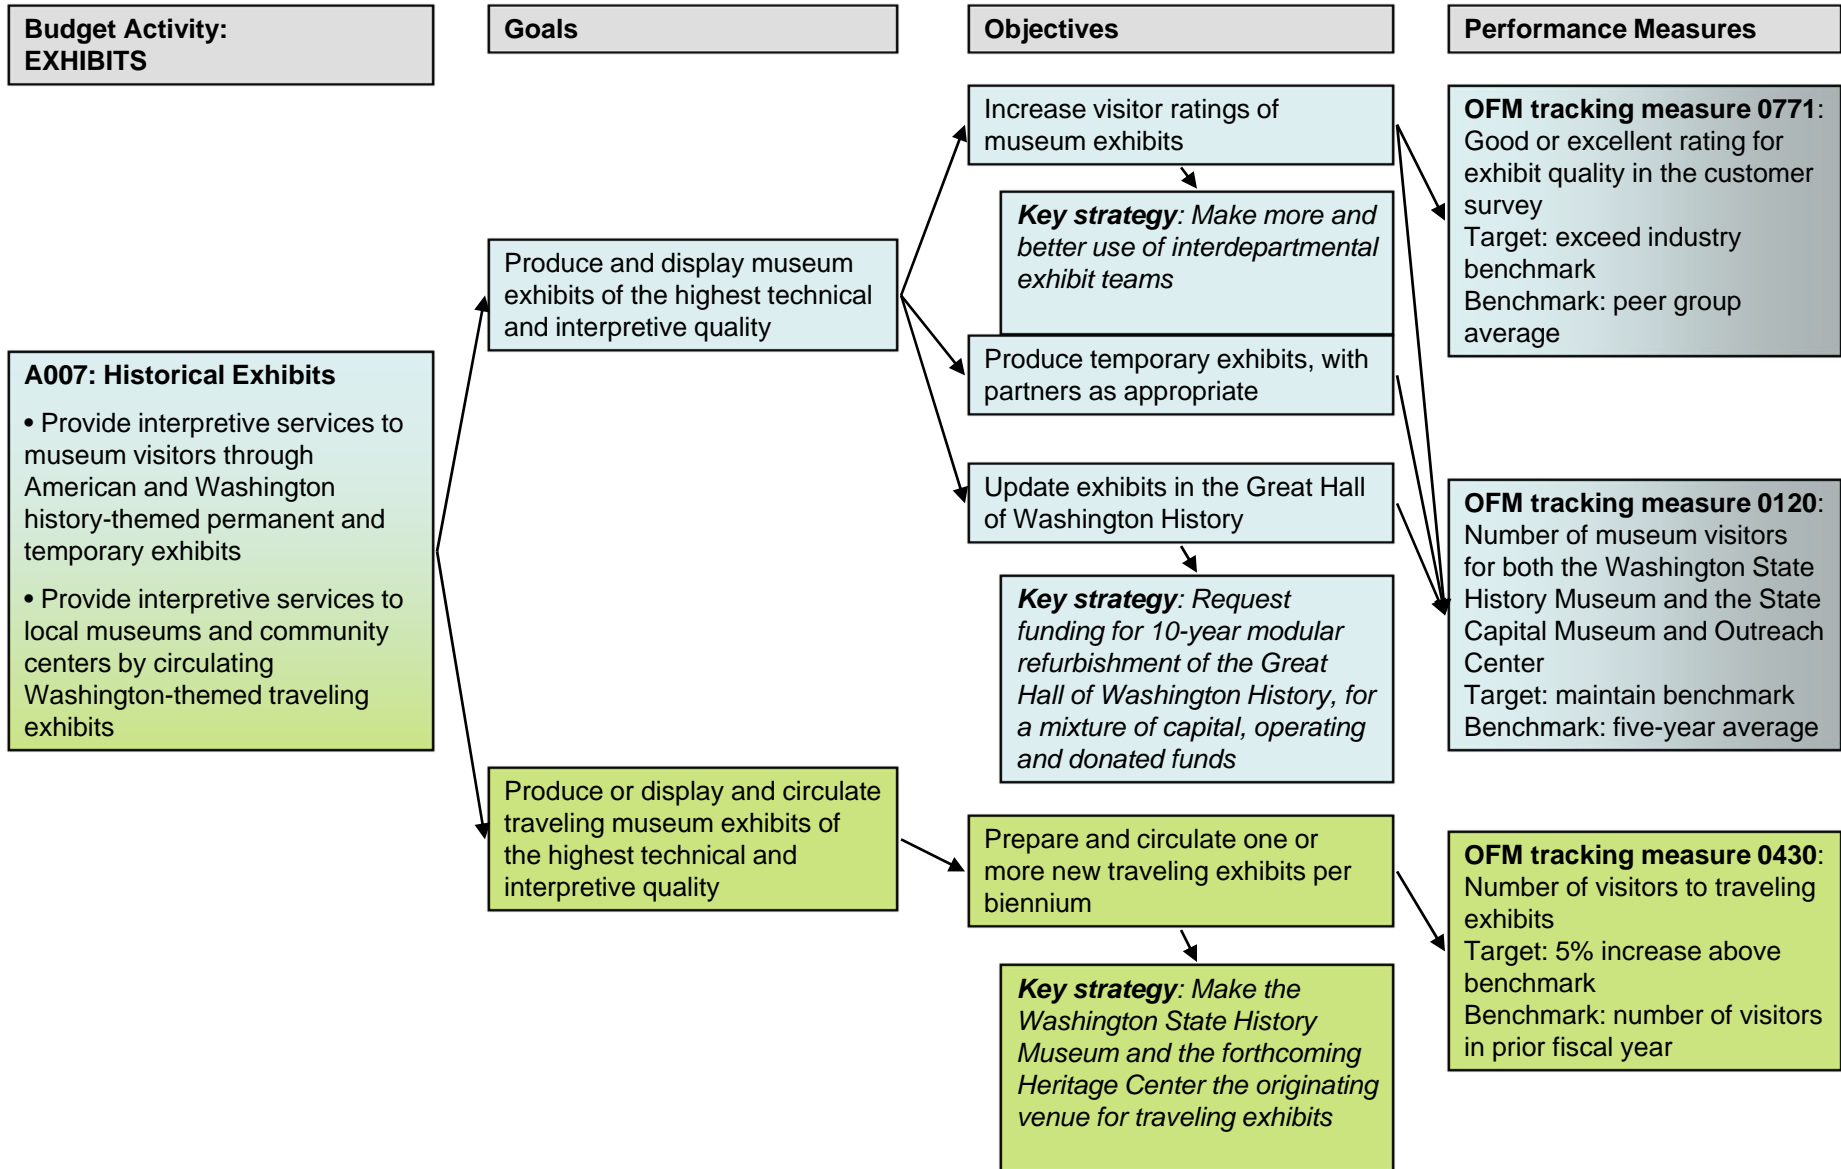 Budget Activity:
EXHIBITS
Goals
Objectives
Performance Measures
A007: Historical Exhibits
• Provide interpretive services to
museum visitors through
American and Washington
history-themed permanent and
temporary exhibits
• Provide interpretive services to
local museums and community
centers by circulating
Washington-themed traveling
exhibits
Produce and display museum
exhibits of the highest technical
and interpretive quality
Produce or display and circulate
traveling museum exhibits of
the highest technical and
interpretive quality
Increase visitor ratings of
museum exhibits
Key strategy: Make more and
better use of interdepartmental
exhibit teams
Produce temporary exhibits, with
partners as appropriate
Update exhibits in the Great Hall
of Washington History
Key strategy: Request
funding for 10-year modular
refurbishment of the Great
Hall of Washington History, for
a mixture of capital, operating
and donated funds
Prepare and circulate one or
more new traveling exhibits per
biennium
Key strategy: Make the
Washington State History
Museum and the forthcoming
Heritage Center the originating
venue for traveling exhibits
OFM tracking measure 0771:
Good or excellent rating for
exhibit quality in the customer
survey
Target: exceed industry
benchmark
Benchmark: peer group
average
OFM tracking measure 0120:
Number of museum visitors
for both the Washington State
History Museum and the State
Capital Museum and Outreach
Center
Target: maintain benchmark
Benchmark: five-year average
OFM tracking measure 0430:
Number of visitors to traveling
exhibits
Target: 5% increase above
benchmark
Benchmark: number of visitors
in prior fiscal year